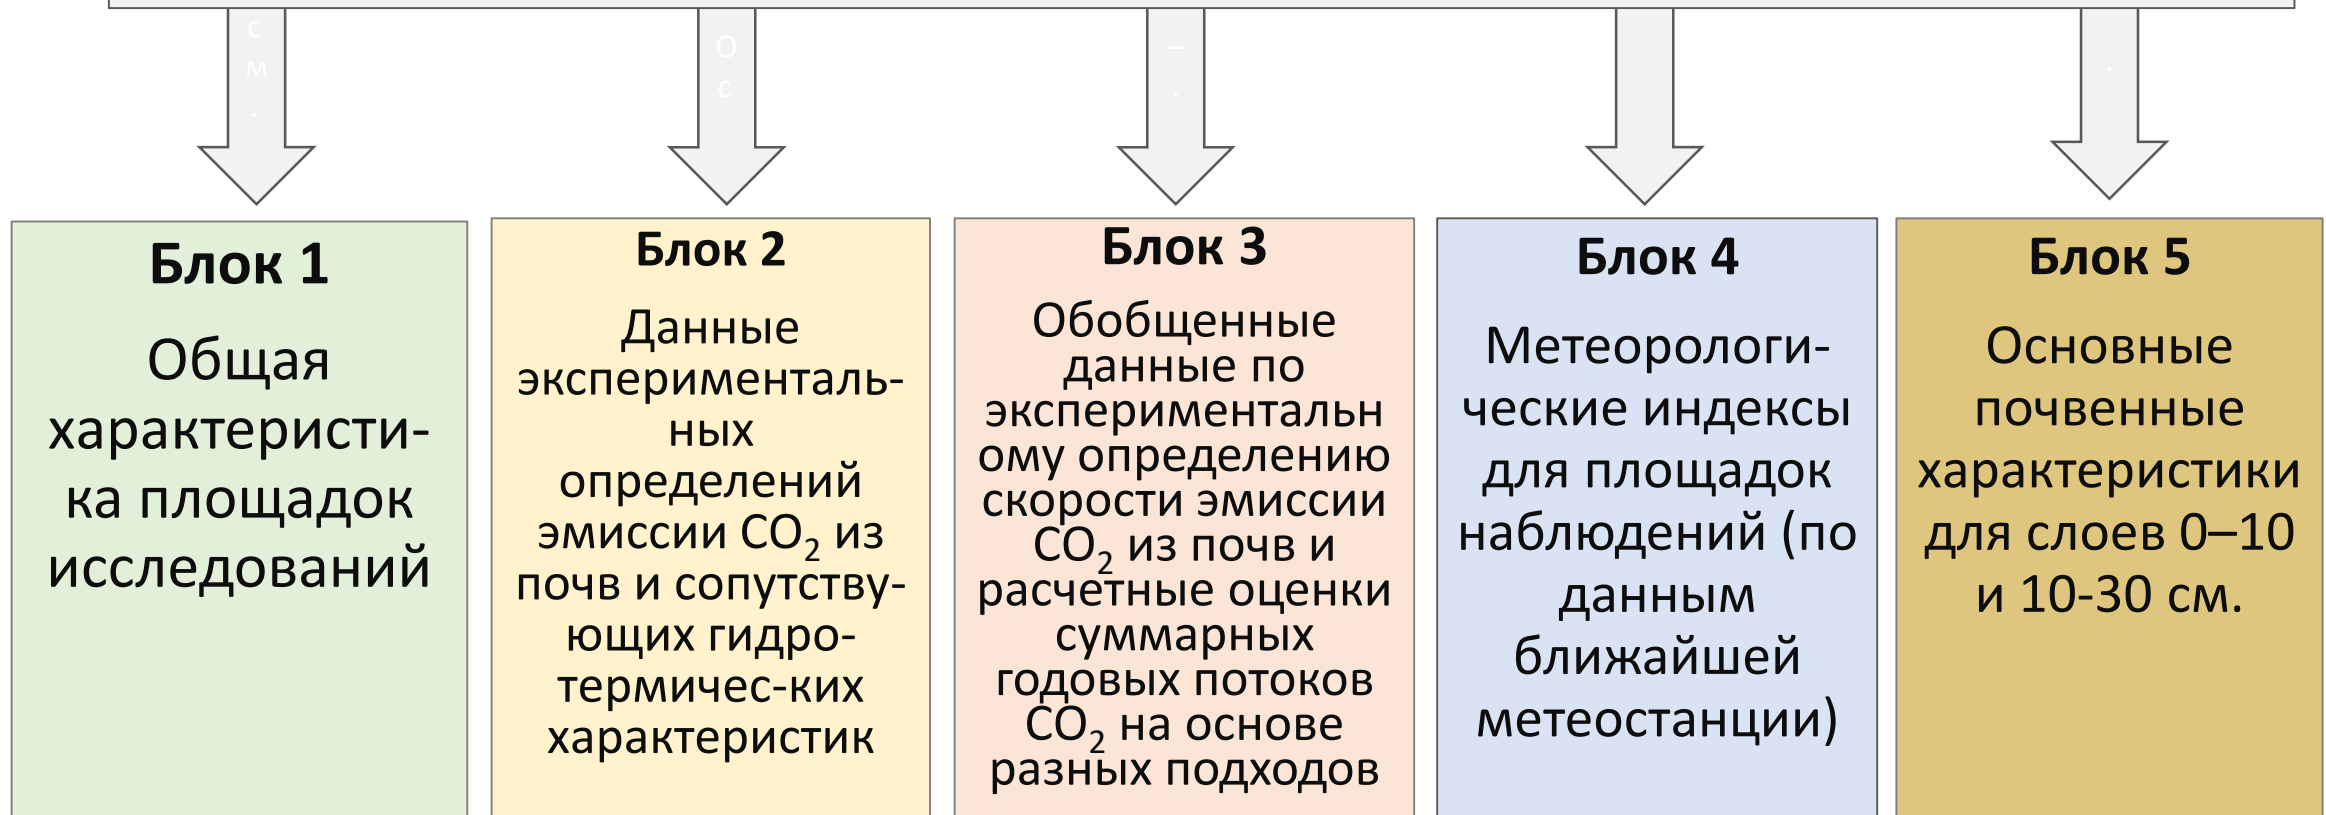 с
м
.
О
с
–
.
.
Блок 1
Общая
характеристи-
ка площадок
исследований
Блок 2
Данные
эксперименталь-
ных
определений
эмиссии CO₂ из
почв и сопутству-
ющих гидро-
термичес-ких
характеристик
Блок 3
Обобщенные
данные по
экспериментальн
ому определению
скорости эмиссии
CO₂ из почв и
расчетные оценки
суммарных
годовых потоков
CO₂ на основе
разных подходов
Блок 4
Метеорологи-
ческие индексы
для площадок
наблюдений (по
данным
ближайшей
метеостанции)
Блок 5
Основные
почвенные
характеристики
для слоев 0–10
и 10-30 см.